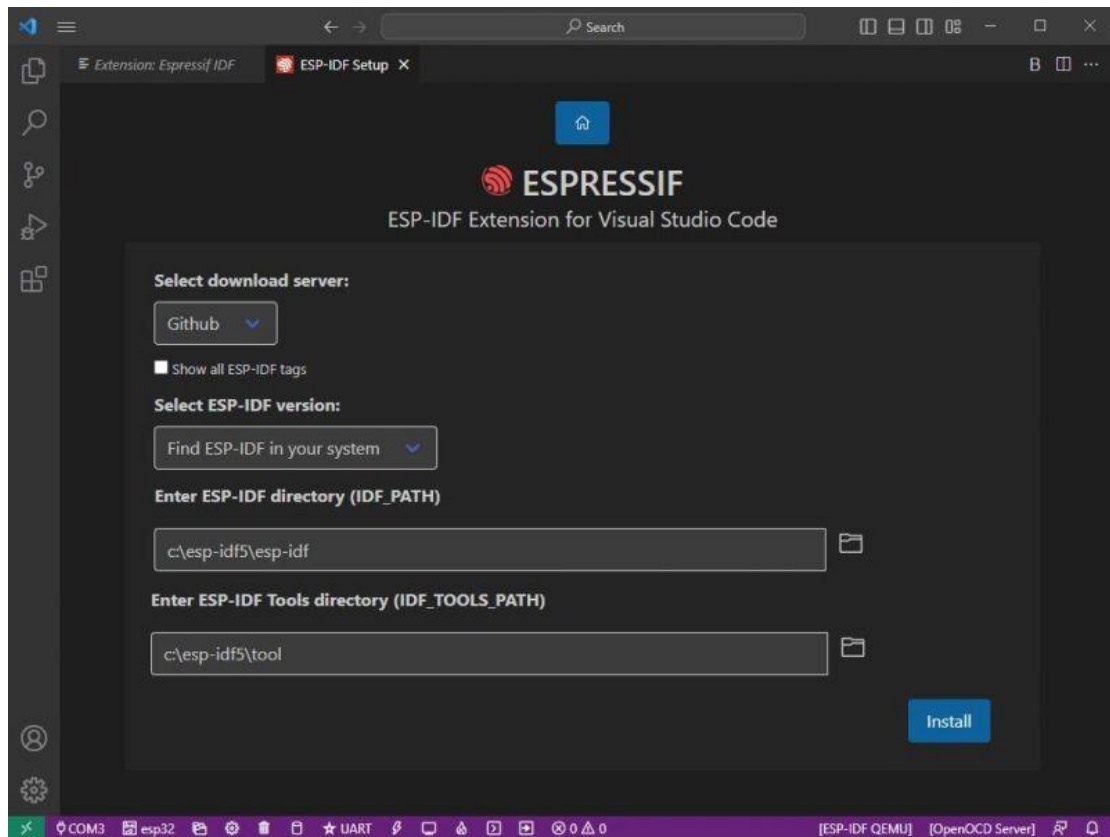 Search
Extension: Espressif IDF
ESP-IDF Setup
B
ESPRESSIF
ESP-IDF Extension for Visual Studio Code
Select download server:
Github
Show all ESP-IDF tags
Select ESP-IDF version:
Find ESP-IDF in your system
Enter ESP-IDF directory (IDF_PATH)
c:\esp-idf5\esp-idf
Enter ESP-IDF Tools directory (IDF_TOOLS_PATH)
c:\esp-idf5\tool
Install
COM3 esp32 UART 0 0 [ESP-IDF QEMU] [OpenOCD Server]